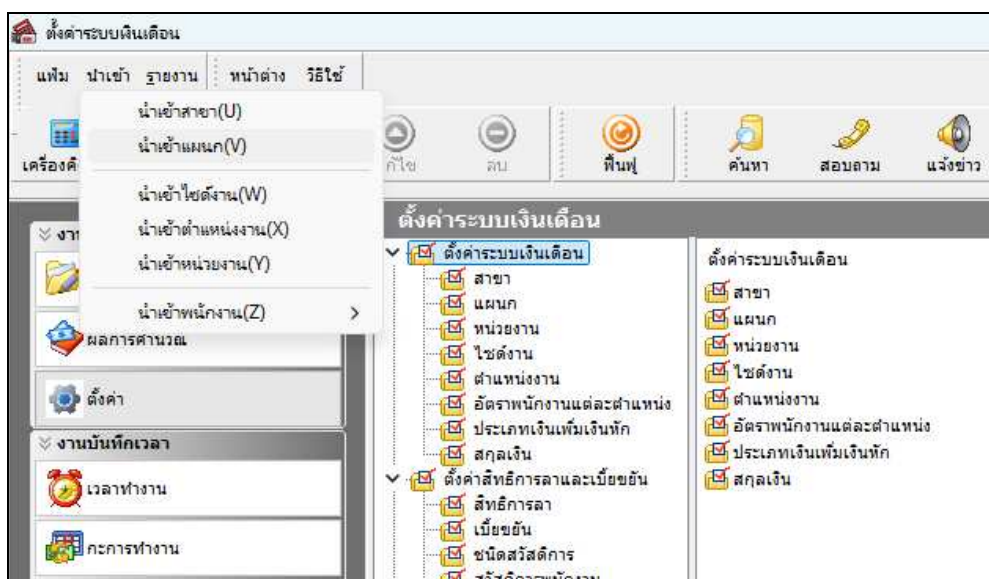 ตั้งค่าระบบเงินเดือน
แฟ้ม นำเข้า รายงาน หน้าต่าง วิธีใช้
นำเข้าสาขา(U)
นำเข้าแผนก(V)
นำเข้าไซด์งาน(W)
นำเข้าตำแหน่งงาน(X)
นำเข้าหน่วยงาน(Y)
นำเข้าพนักงาน(Z)
เครื่องคิ
ลบ
ฟื้นฟู
ค้นหา
สอบถาม
แจ้งข่าว
ผลการคำนวณ
ตั้งค่า
งานบันทึกเวลา
เวลาทำงาน
กะการทำงาน
ตั้งค่าระบบเงินเดือน
ตั้งค่าระบบเงินเดือน
สาขา
แผนก
หน่วยงาน
ไซด์งาน
ตำแหน่งงาน
อัตราพนักงานแต่ละตำแหน่ง
ประเภทเงินเพิ่มเงินหัก
สกุลเงิน
ตั้งค่าสิทธิการลาและเบี้ยขยัน
สิทธิการลา
เบี้ยขยัน
ชนิดสวัสดิการ
ตั้งค่าระบบเงินเดือน
สาขา
แผนก
หน่วยงาน
ไซด์งาน
ตำแหน่งงาน
อัตราพนักงานแต่ละตำแหน่ง
ประเภทเงินเพิ่มเงินหัก
สกุลเงิน